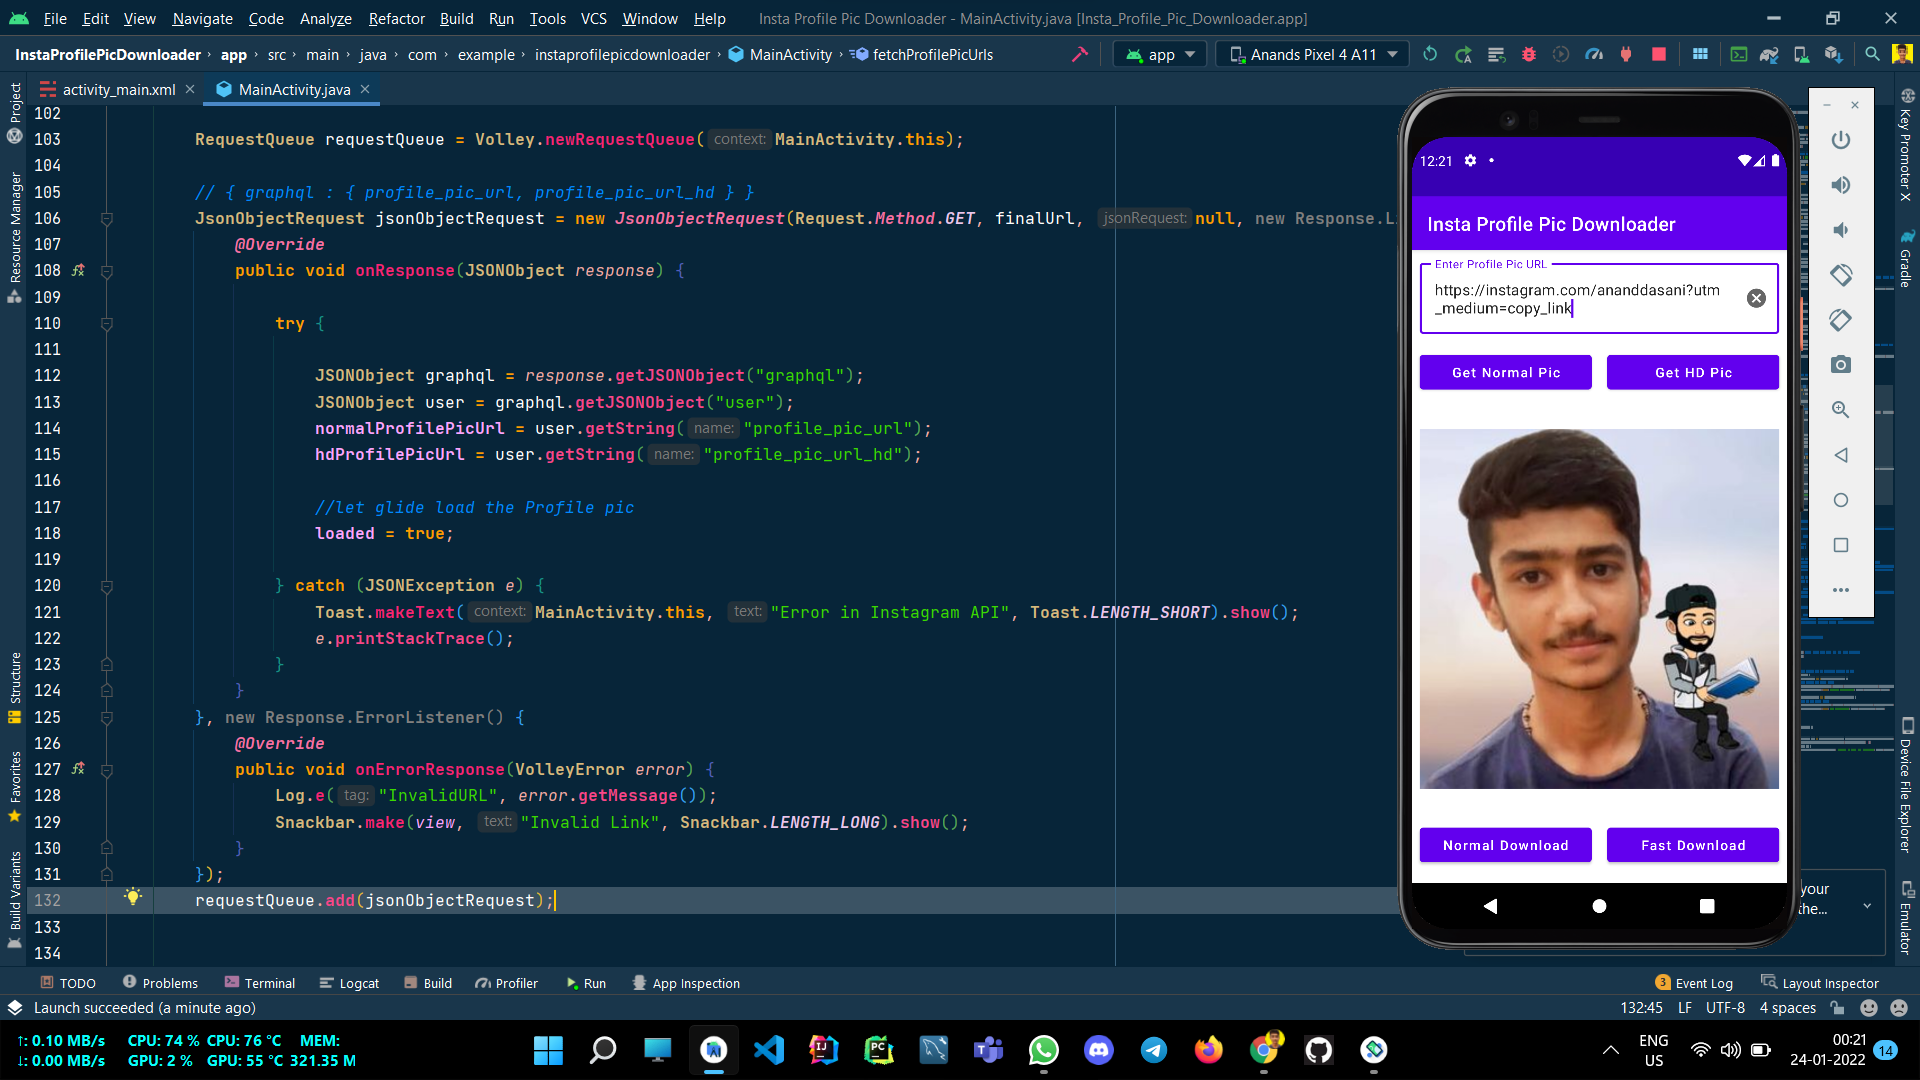 File Edit View Navigate Code Analyze Refactor Build Run Tools VCS Window Help Insta Profile Pic Downloader - MainActivity.java [Insta_Profile_Pic_Downloader.app]
InstaProfilePicDownloader › app › src › main › java › com › example › instaprofilepicdownloader › MainActivity › fetchProfilePicUrls app Anands Pixel 4 A11
activity_main.xml MainActivity.java
Project
Resource Manager
Structure
Favorites
Build Variants
102
103 RequestQueue requestQueue = Volley.newRequestQueue( context: MainActivity.this);
104
105 // { graphql : { profile_pic_url, profile_pic_url_hd } }
106 JsonObjectRequest jsonObjectRequest = new JsonObjectRequest(Request.Method.GET, finalUrl, jsonRequest: null, new Response.Li
107 @Override
108 public void onResponse(JSONObject response) {
109
110 try {
111
112 JSONObject graphql = response.getJSONObject("graphql");
113 JSONObject user = graphql.getJSONObject("user");
114 normalProfilePicUrl = user.getString( name: "profile_pic_url");
115 hdProfilePicUrl = user.getString( name: "profile_pic_url_hd");
116
117 //let glide load the Profile pic
118 loaded = true;
119
120 } catch (JSONException e) {
121 Toast.makeText( context: MainActivity.this, text: "Error in Instagram API", Toast.LENGTH_SHORT).show();
122 e.printStackTrace();
123 }
124 }
125 }, new Response.ErrorListener() {
126 @Override
127 public void onErrorResponse(VolleyError error) {
128 Log.e( tag: "InvalidURL", error.getMessage());
129 Snackbar.make(view, text: "Invalid Link", Snackbar.LENGTH_LONG).show();
130 }
131 });
132 requestQueue.add(jsonObjectRequest);
133
134
12:21
Insta Profile Pic Downloader
Enter Profile Pic URL
https://instagram.com/ananddasani?utm
_medium=copy_link
Get Normal Pic Get HD Pic
Normal Download Fast Download
your
the...
Key Promoter X
Gradle
Device File Explorer
Emulator
TODO Problems Terminal Logcat Build Profiler Run App Inspection 3 Event Log Layout Inspector
Launch succeeded (a minute ago) 132:45 LF UTF-8 4 spaces
↑: 0.10 MB/s CPU: 74 % CPU: 76 °C MEM:
↓: 0.00 MB/s GPU: 2 % GPU: 55 °C 321.35 M
ENG
US
00:21
24-01-2022
14